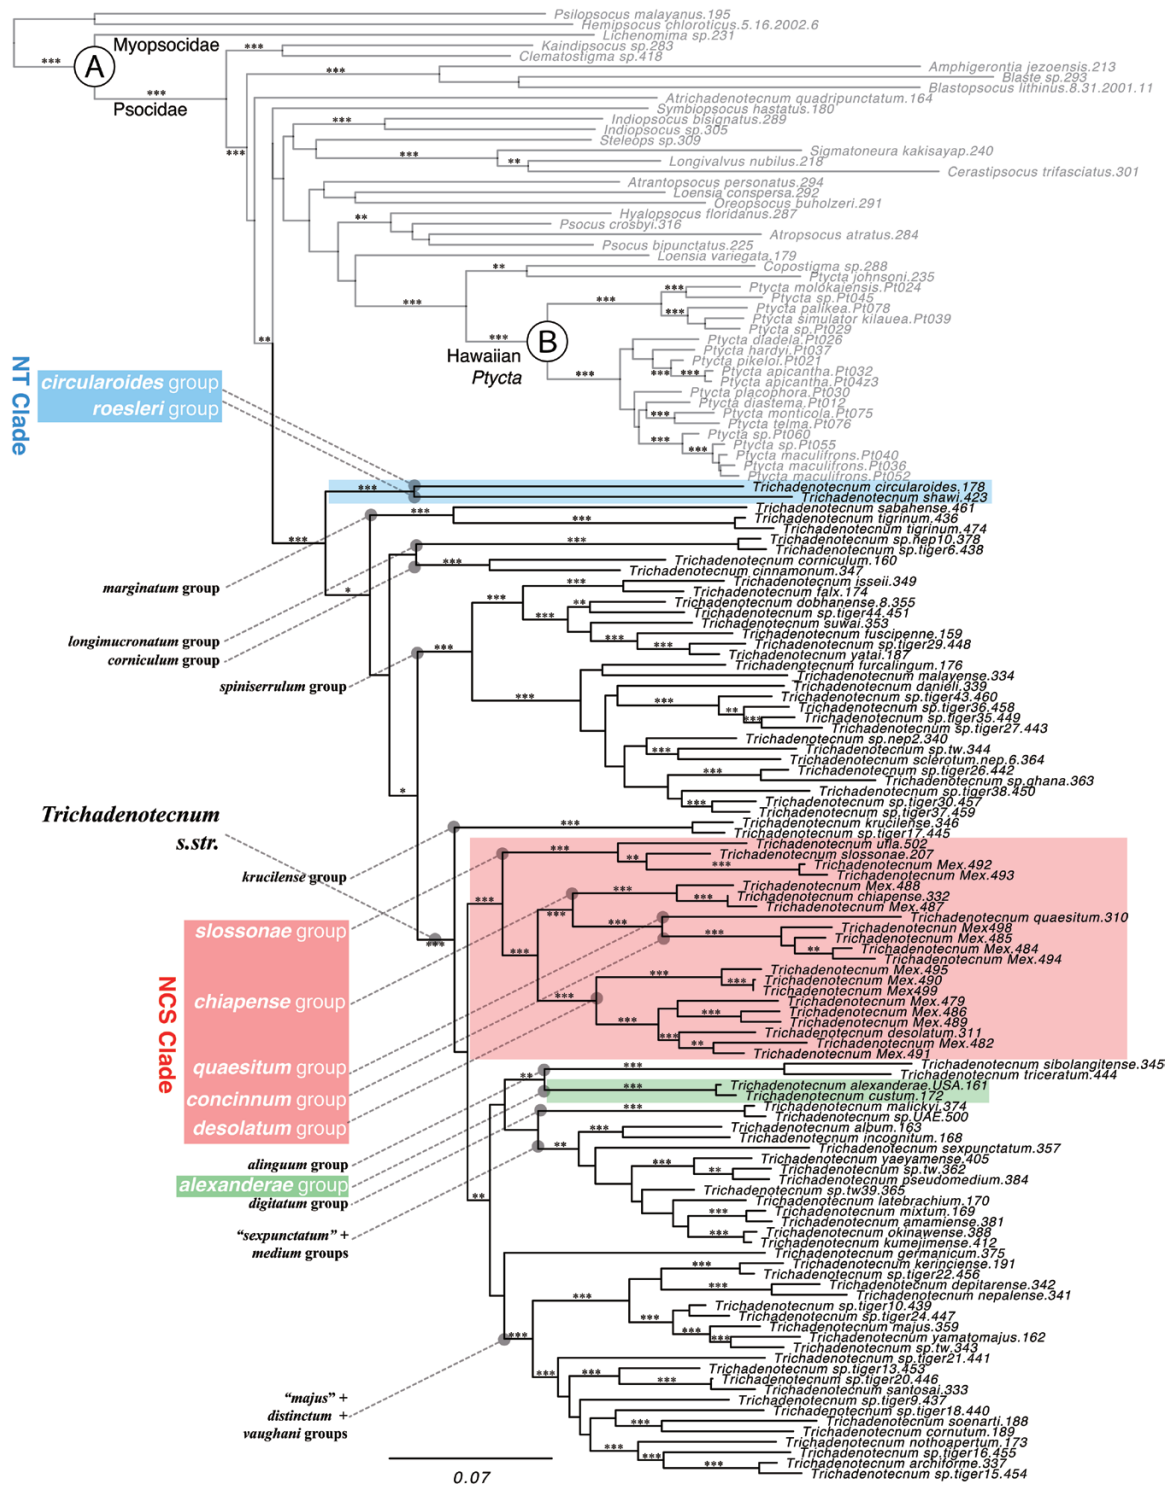 Psilopsocus malayanus.195
Hemipsocus chloroticus.5.16.2002.6
Lichenomima sp.231
Myopsocidae
Kaindipsocus sp.283
***
Clematostigma sp.418
***
A
Amphigerontia jezoensis.213
***
Blaste sp.293
Blastopsocus lithinus.8.31.2001.11
***
Atrichadenotecnum quadripunctatum.164
Psocidae
Symbiopsocus hastatus.180
Indiopsocus bisignatus.289
***
Indiopsocus sp.305
Steleops sp.309
***
Sigmatoneura kakisayap.240
***
Longivalvus nubilus.218
**
Cerastipsocus trifasciatus.301
Atrantopsocus personatus.294
Loensia conspersa.292
Oreopsocus buholzeri.291
Hyalopsocus floridanus.287
**
Psocus crosbyi.316
Atropsocus atratus.284
Psocus bipunctatus.225
Loensia variegata.179
**
Copostigma sp.288
Ptycta johnsoni.235
***
Ptycta molokaiensis.Pt024
***
Ptycta sp.Pt045
***
Ptycta palikea.Pt078
***
Ptycta simulator kilauea.Pt039
Ptycta sp.Pt029
**
***
B
Ptycta diadela.Pt026
Hawaiian
Ptycta
Ptycta hardyi.Pt037
Ptycta pikeloi.Pt021
***
***
***
Ptycta apicantha.Pt032
Ptycta apicantha.Pt04z3
Ptycta placophora.Pt030
Ptycta diastema.Pt012
***
Ptycta monticola.Pt075
Ptycta telma.Pt076
Ptycta sp.Pt060
***
***
Ptycta sp.Pt055
Ptycta maculifrons.Pt040
Ptycta maculifrons.Pt036
Ptycta maculifrons.Pt052
NT Clade
circularoides group
roesleri group
***
Trichadenotecnum circularoides.178
Trichadenotecnum shawi.423
***
Trichadenotecnum sabahense.461
***
Trichadenotecnum tigrinum.436
Trichadenotecnum tigrinum.474
***
***
Trichadenotecnum sp.nep10.378
Trichadenotecnum sp.tiger6.438
***
Trichadenotecnum corniculum.160
Trichadenotecnum cinnamonum.347
marginatum group
*
***
Trichadenotecnum isseii.349
Trichadenotecnum falx.174
***
**
Trichadenotecnum dobhanense.8.355
Trichadenotecnum sp.tiger44.451
***
Trichadenotecnum suwai.353
***
Trichadenotecnum fuscipenne.159
***
Trichadenotecnum sp.tiger29.448
Trichadenotecnum yatai.187
longimucronatum group
corniculum group
***
spiniserrulum group
***
Trichadenotecnum furcalingum.176
Trichadenotecnum malayense.334
Trichadenotecnum danieli.339
***
Trichadenotecnum sp.tiger43.460
**
Trichadenotecnum sp.tiger36.458
***
Trichadenotecnum sp.tiger35.449
Trichadenotecnum sp.tiger27.443
Trichadenotecnum sp.nep2.340
***
Trichadenotecnum sp.tw.344
Trichadenotecnum sclerotum.nep.6.364
***
Trichadenotecnum sp.tiger26.442
Trichadenotecnum sp.ghana.363
Trichadenotecnum sp.tiger38.450
***
Trichadenotecnum sp.tiger30.457
Trichadenotecnum sp.tiger37.459
*
Trichadenotecnum
s.str.
***
Trichadenotecnum krucilense.346
Trichadenotecnum sp.tiger17.445
krucilense group
***
***
Trichadenotecnum ufla.502
**
Trichadenotecnum slossonae.207
***
Trichadenotecnum Mex.492
Trichadenotecnum Mex.493
***
***
Trichadenotecnum Mex.488
***
Trichadenotecnum chiapense.332
Trichadenotecnum Mex.487
***
***
Trichadenotecnum quaesitum.310
***
Trichadenotecnum Mex498
Trichadenotecnum Mex.485
**
Trichadenotecnum Mex.484
Trichadenotecnum Mex.494
***
***
***
Trichadenotecnum Mex.495
***
Trichadenotecnum Mex.490
Trichadenotecnum Mex499
***
Trichadenotecnum Mex.479
***
Trichadenotecnum Mex.486
Trichadenotecnum Mex.489
***
Trichadenotecnum desolatum.311
**
Trichadenotecnum Mex.482
Trichadenotecnum Mex.491
NCS Clade
slossonae group
chiapense group
quaesitum group
concinnum group
desolatum group
**
***
Trichadenotecnum sibolangitense.345
Trichadenotecnum triceratum.444
***
Trichadenotecnum alexanderae.USA.161
Trichadenotecnum custum.172
***
Trichadenotecnum malickyi.374
Trichadenotecnum sp.UAE.500
**
***
Trichadenotecnum album.163
Trichadenotecnum incognitum.168
Trichadenotecnum sexpunctatum.357
***
Trichadenotecnum yaeyamense.405
**
Trichadenotecnum sp.tw.362
Trichadenotecnum pseudomedium.384
Trichadenotecnum sp.tw39.365
Trichadenotecnum latebrachium.170
***
Trichadenotecnum mixtum.169
Trichadenotecnum amamiense.381
***
Trichadenotecnum okinawense.388
Trichadenotecnum kumejimense.412
alinguum group
alexanderae group
digitatum group
**
"sexpunctatum" +
medium groups
Trichadenotecnum germanicum.375
***
***
Trichadenotecnum kerinciense.191
Trichadenotecnum sp.tiger22.456
***
Trichadenotecnum depitarense.342
Trichadenotecnum nepalense.341
***
Trichadenotecnum sp.tiger10.439
Trichadenotecnum sp.tiger24.447
***
Trichadenotecnum majus.359
***
Trichadenotecnum yamatomajus.162
Trichadenotecnum sp.tw.343
***
***
Trichadenotecnum sp.tiger21.441
***
Trichadenotecnum sp.tiger13.453
***
Trichadenotecnum sp.tiger20.446
Trichadenotecnum santosai.333
Trichadenotecnum sp.tiger9.437
Trichadenotecnum sp.tiger18.440
***
Trichadenotecnum soenarti.188
Trichadenotecnum cornutum.189
***
Trichadenotecnum nothoapertum.173
***
Trichadenotecnum sp.tiger16.455
***
Trichadenotecnum archiforme.337
Trichadenotecnum sp.tiger15.454
"majus" +
distinctum +
vaughani groups
0.07